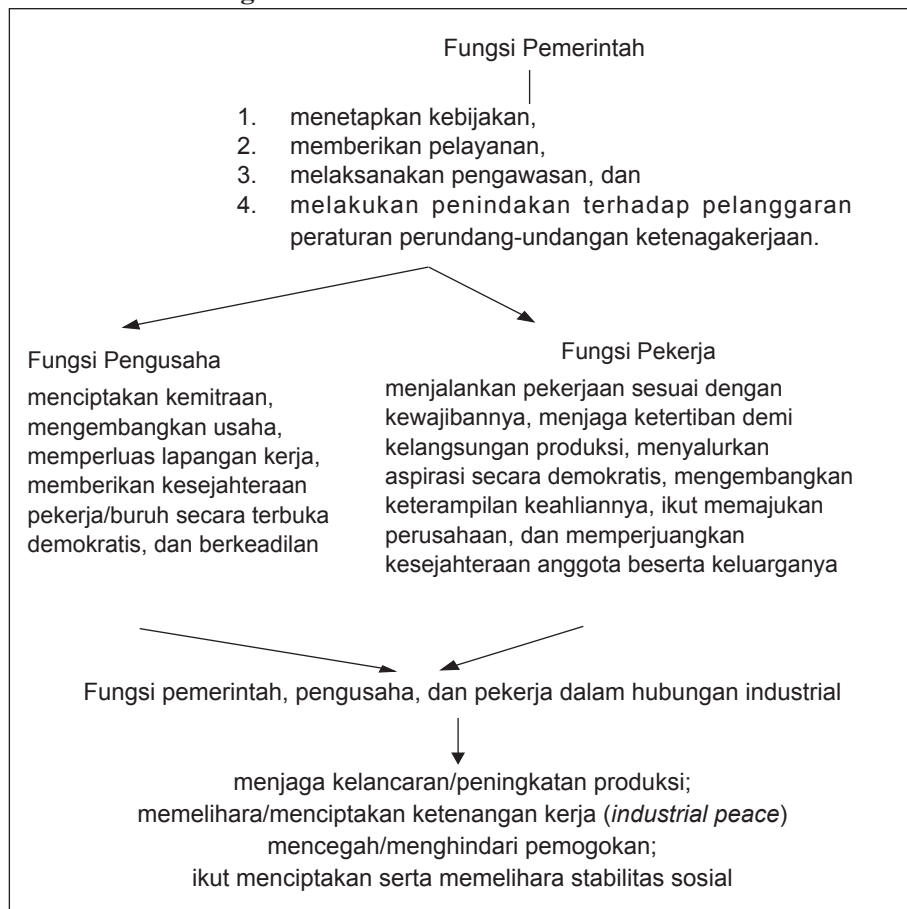 Fungsi Pemerintah
1. menetapkan kebijakan,
2. memberikan pelayanan,
3. melaksanakan pengawasan, dan
4. melakukan penindakan terhadap pelanggaran
peraturan perundang-undangan ketenagakerjaan.
Fungsi Pengusaha
menciptakan kemitraan,
mengembangkan usaha,
memperluas lapangan kerja,
memberikan kesejahteraan
pekerja/buruh secara terbuka
demokratis, dan berkeadilan
Fungsi Pekerja
menjalankan pekerjaan sesuai dengan
kewajibannya, menjaga ketertiban demi
kelangsungan produksi, menyalurkan
aspirasi secara demokratis, mengembangkan
keterampilan keahliannya, ikut memajukan
perusahaan, dan memperjuangkan
kesejahteraan anggota beserta keluarganya
Fungsi pemerintah, pengusaha, dan pekerja dalam hubungan industrial
menjaga kelancaran/peningkatan produksi;
memelihara/menciptakan ketenangan kerja (industrial peace)
mencegah/menghindari pemogokan;
ikut menciptakan serta memelihara stabilitas sosial